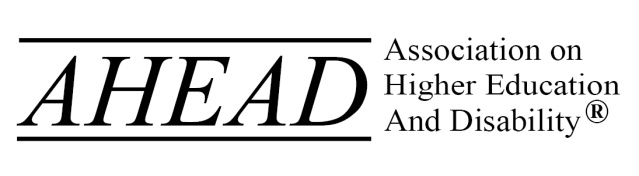 AHEAD
Association on
Higher Education
And Disability®